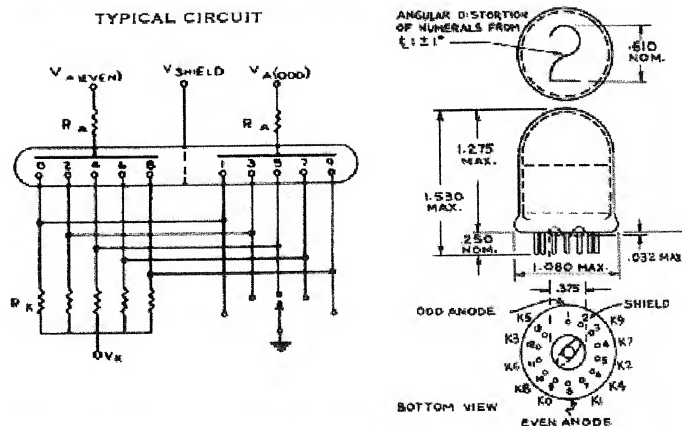 TYPICAL CIRCUIT
VA(EVEN)
VSHIELD
VA(ODD)
RA
RA
0 2 4 6 8
1 3 5 7 9
RK
VK
ANGULAR DISTORTION
OF NUMERALS FROM
℄ ± 1°
.610
NOM.
1.275
MAX.
1.530
MAX.
.250
NOM.
1.080 MAX.
.032 MAX
.375
ODD ANODE
SHIELD
K5
K9
K3
K7
K6
K2
K8
K4
K0
K1
BOTTOM VIEW
EVEN ANODE